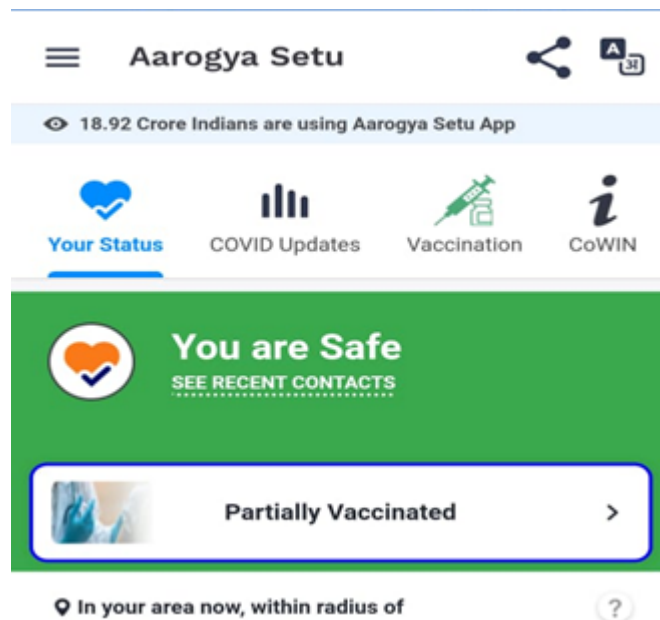 Aarogya Setu
A अ
18.92 Crore Indians are using Aarogya Setu App
Your Status COVID Updates Vaccination CoWIN
You are Safe
SEE RECENT CONTACTS
Partially Vaccinated >
In your area now, within radius of ?